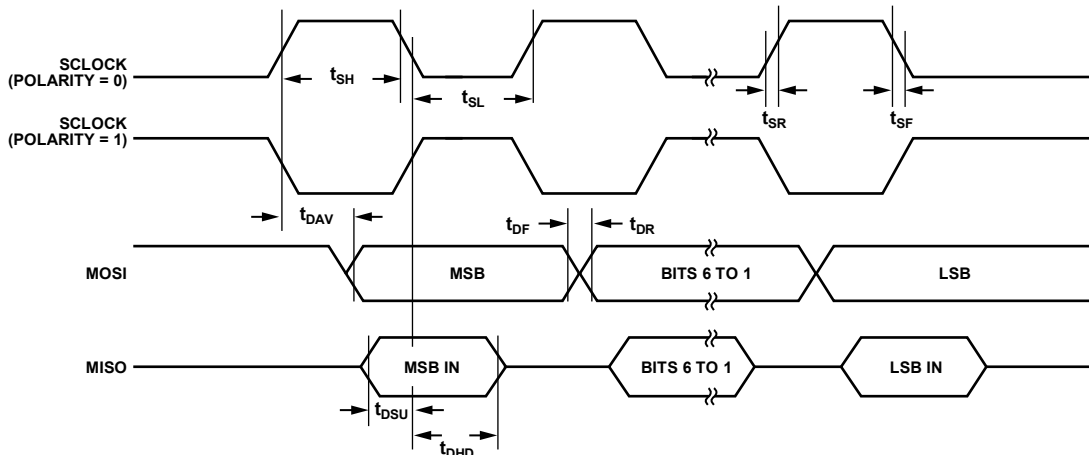 SCLOCK
(POLARITY = 0)
tSH
tSL
tSR
tSF
SCLOCK
(POLARITY = 1)
tDAV
tDF
tDR
MOSI
MSB
BITS 6 TO 1
LSB
MISO
MSB IN
BITS 6 TO 1
LSB IN
tDSU
tDHD